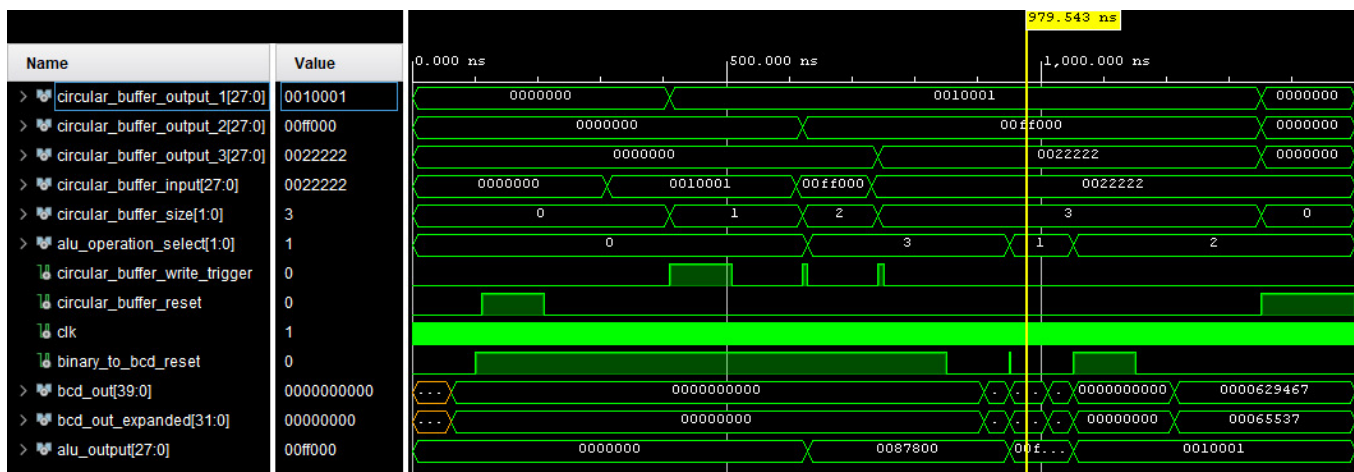 979.543 ns
Name Value 0.000 ns 500.000 ns 1,000.000 ns
circular_buffer_output_1[27:0] 0010001 0000000 0010001 0000000
circular_buffer_output_2[27:0] 00ff000 0000000 00ff000 0000000
circular_buffer_output_3[27:0] 0022222 0000000 0022222 0000000
circular_buffer_input[27:0] 0022222 0000000 0010001 00ff000 0022222
circular_buffer_size[1:0] 3 0 1 2 3 0
alu_operation_select[1:0] 1 0 3 1 2
circular_buffer_write_trigger 0
circular_buffer_reset 0
clk 1
binary_to_bcd_reset 0
bcd_out[39:0] 0000000000 ... 0000000000 . . . 0000000000 0000629467
bcd_out_expanded[31:0] 00000000 ... 00000000 . . . 00000000 00065537
alu_output[27:0] 00ff000 0000000 0087800 00f... 0010001